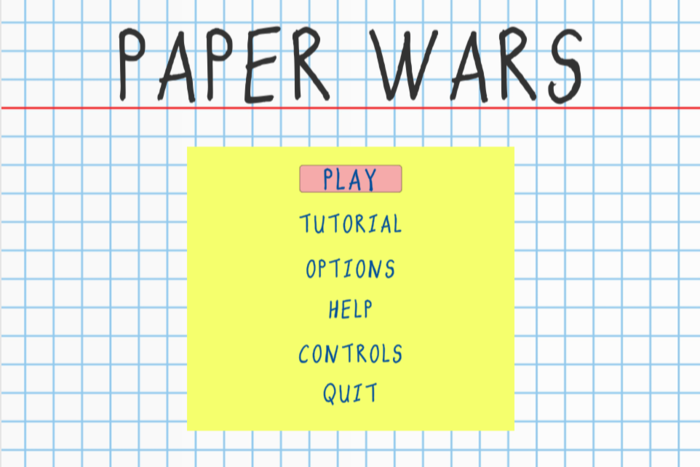 PAPER WARS
PLAY
TUTORIAL
OPTIONS
HELP
CONTROLS
QUIT